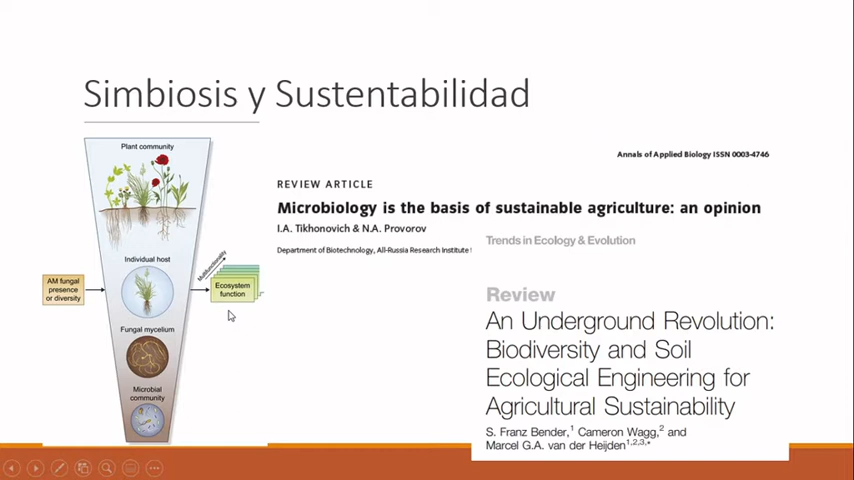 Simbiosis y Sustentabilidad
Plant community
Individual host
AM fungal
presence
or diversity
Multifunctionality
Ecosystem
function
Fungal mycelium
Microbial
community
Annals of Applied Biology ISSN 0003-4746
REVIEW ARTICLE
Microbiology is the basis of sustainable agriculture: an opinion
I.A. Tikhonovich & N.A. Provorov
Department of Biotechnology, All-Russia Research Institute
Trends in Ecology & Evolution
Review
An Underground Revolution:
Biodiversity and Soil
Ecological Engineering for
Agricultural Sustainability
S. Franz Bender,1 Cameron Wagg,2 and
Marcel G.A. van der Heijden1,2,3,*